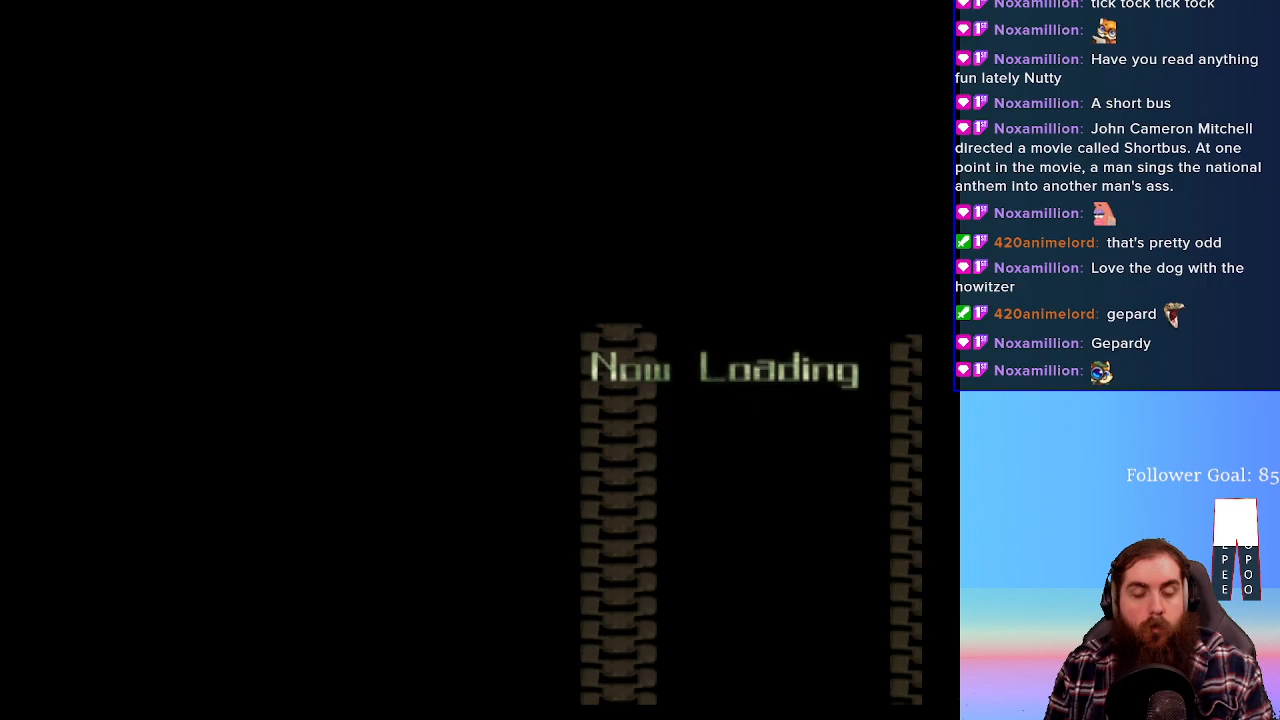 Noxamillion: tick tock tick tock
Noxamillion:
Noxamillion: Have you read anything
fun lately Nutty
Noxamillion: A short bus
Noxamillion: John Cameron Mitchell
directed a movie called Shortbus. At one
point in the movie, a man sings the national
anthem into another man's ass.
Noxamillion:
420animelord: that's pretty odd
Noxamillion: Love the dog with the
howitzer
420animelord: gepard
Noxamillion: Gepardy
Noxamillion:
Now Loading
Follower Goal: 85